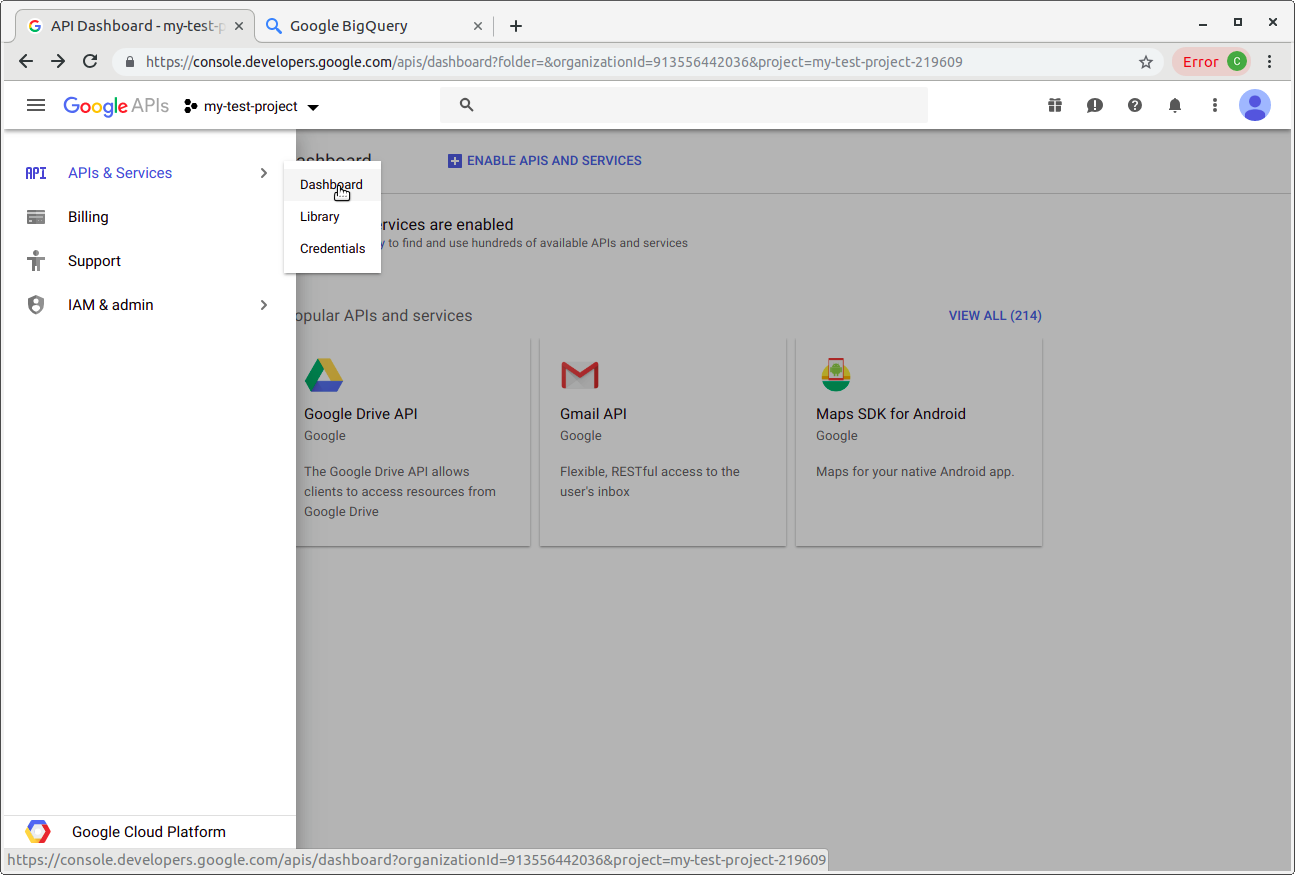 API Dashboard - my-test-p
Google BigQuery
https://console.developers.google.com/apis/dashboard?folder=&organizationId=913556442036&project=my-test-project-219609
Error C
Google APIs my-test-project
API APIs & Services
Billing
Support
IAM & admin
Dashboard
Library
Credentials
ashboard
ENABLE APIS AND SERVICES
rvices are enabled
y to find and use hundreds of available APIs and services
opular APIs and services
VIEW ALL (214)
Google Drive API
Google
The Google Drive API allows
clients to access resources from
Google Drive
Gmail API
Google
Flexible, RESTful access to the
user's inbox
Maps SDK for Android
Google
Maps for your native Android app.
Google Cloud Platform
https://console.developers.google.com/apis/dashboard?organizationId=913556442036&project=my-test-project-219609